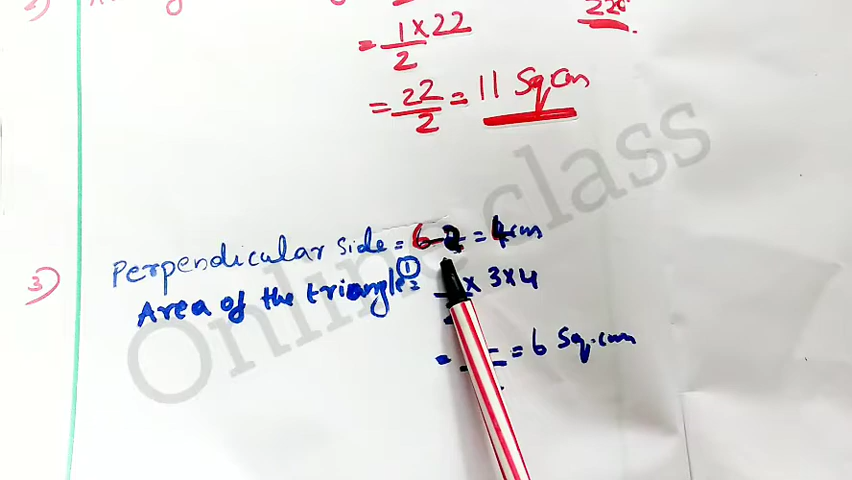 2)
220
= 1 × 22
2
= 22 = 11 Sq cm
2
3) Perpendicular side = 6 - 2 = 4 cm
Area of the triangle ① = × 3 × 4
= = 6 Sq.cm
Online class